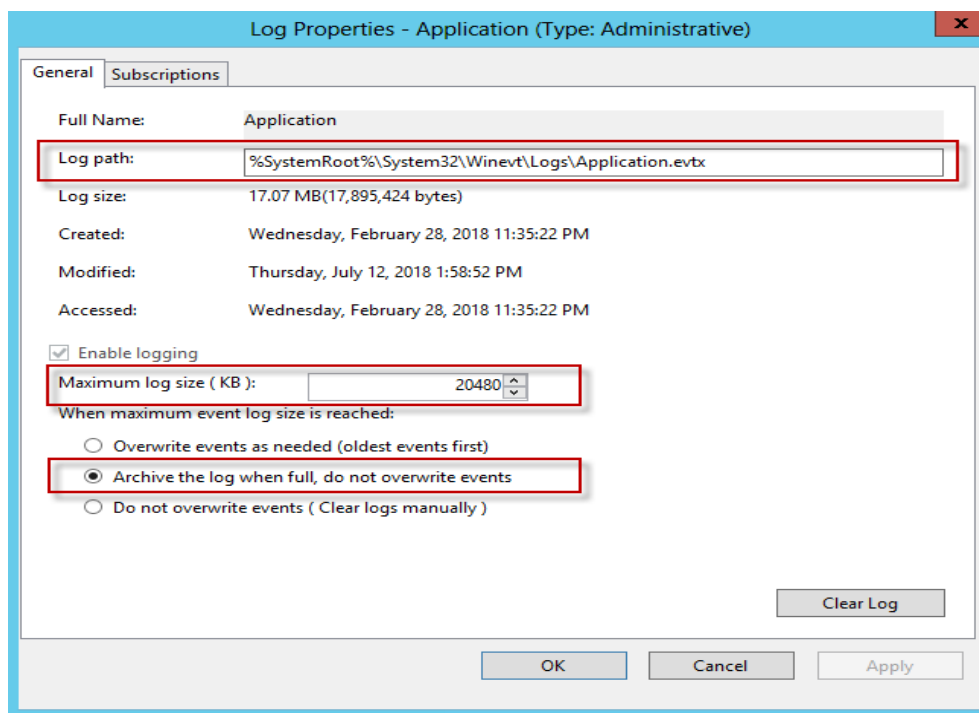 Log Properties - Application (Type: Administrative)
x
General Subscriptions
Full Name: Application
Log path: %SystemRoot%\System32\Winevt\Logs\Application.evtx
Log size: 17.07 MB(17,895,424 bytes)
Created: Wednesday, February 28, 2018 11:35:22 PM
Modified: Thursday, July 12, 2018 1:58:52 PM
Accessed: Wednesday, February 28, 2018 11:35:22 PM
Enable logging
Maximum log size ( KB ): 20480
When maximum event log size is reached:
Overwrite events as needed (oldest events first)
Archive the log when full, do not overwrite events
Do not overwrite events ( Clear logs manually )
Clear Log
OK Cancel Apply